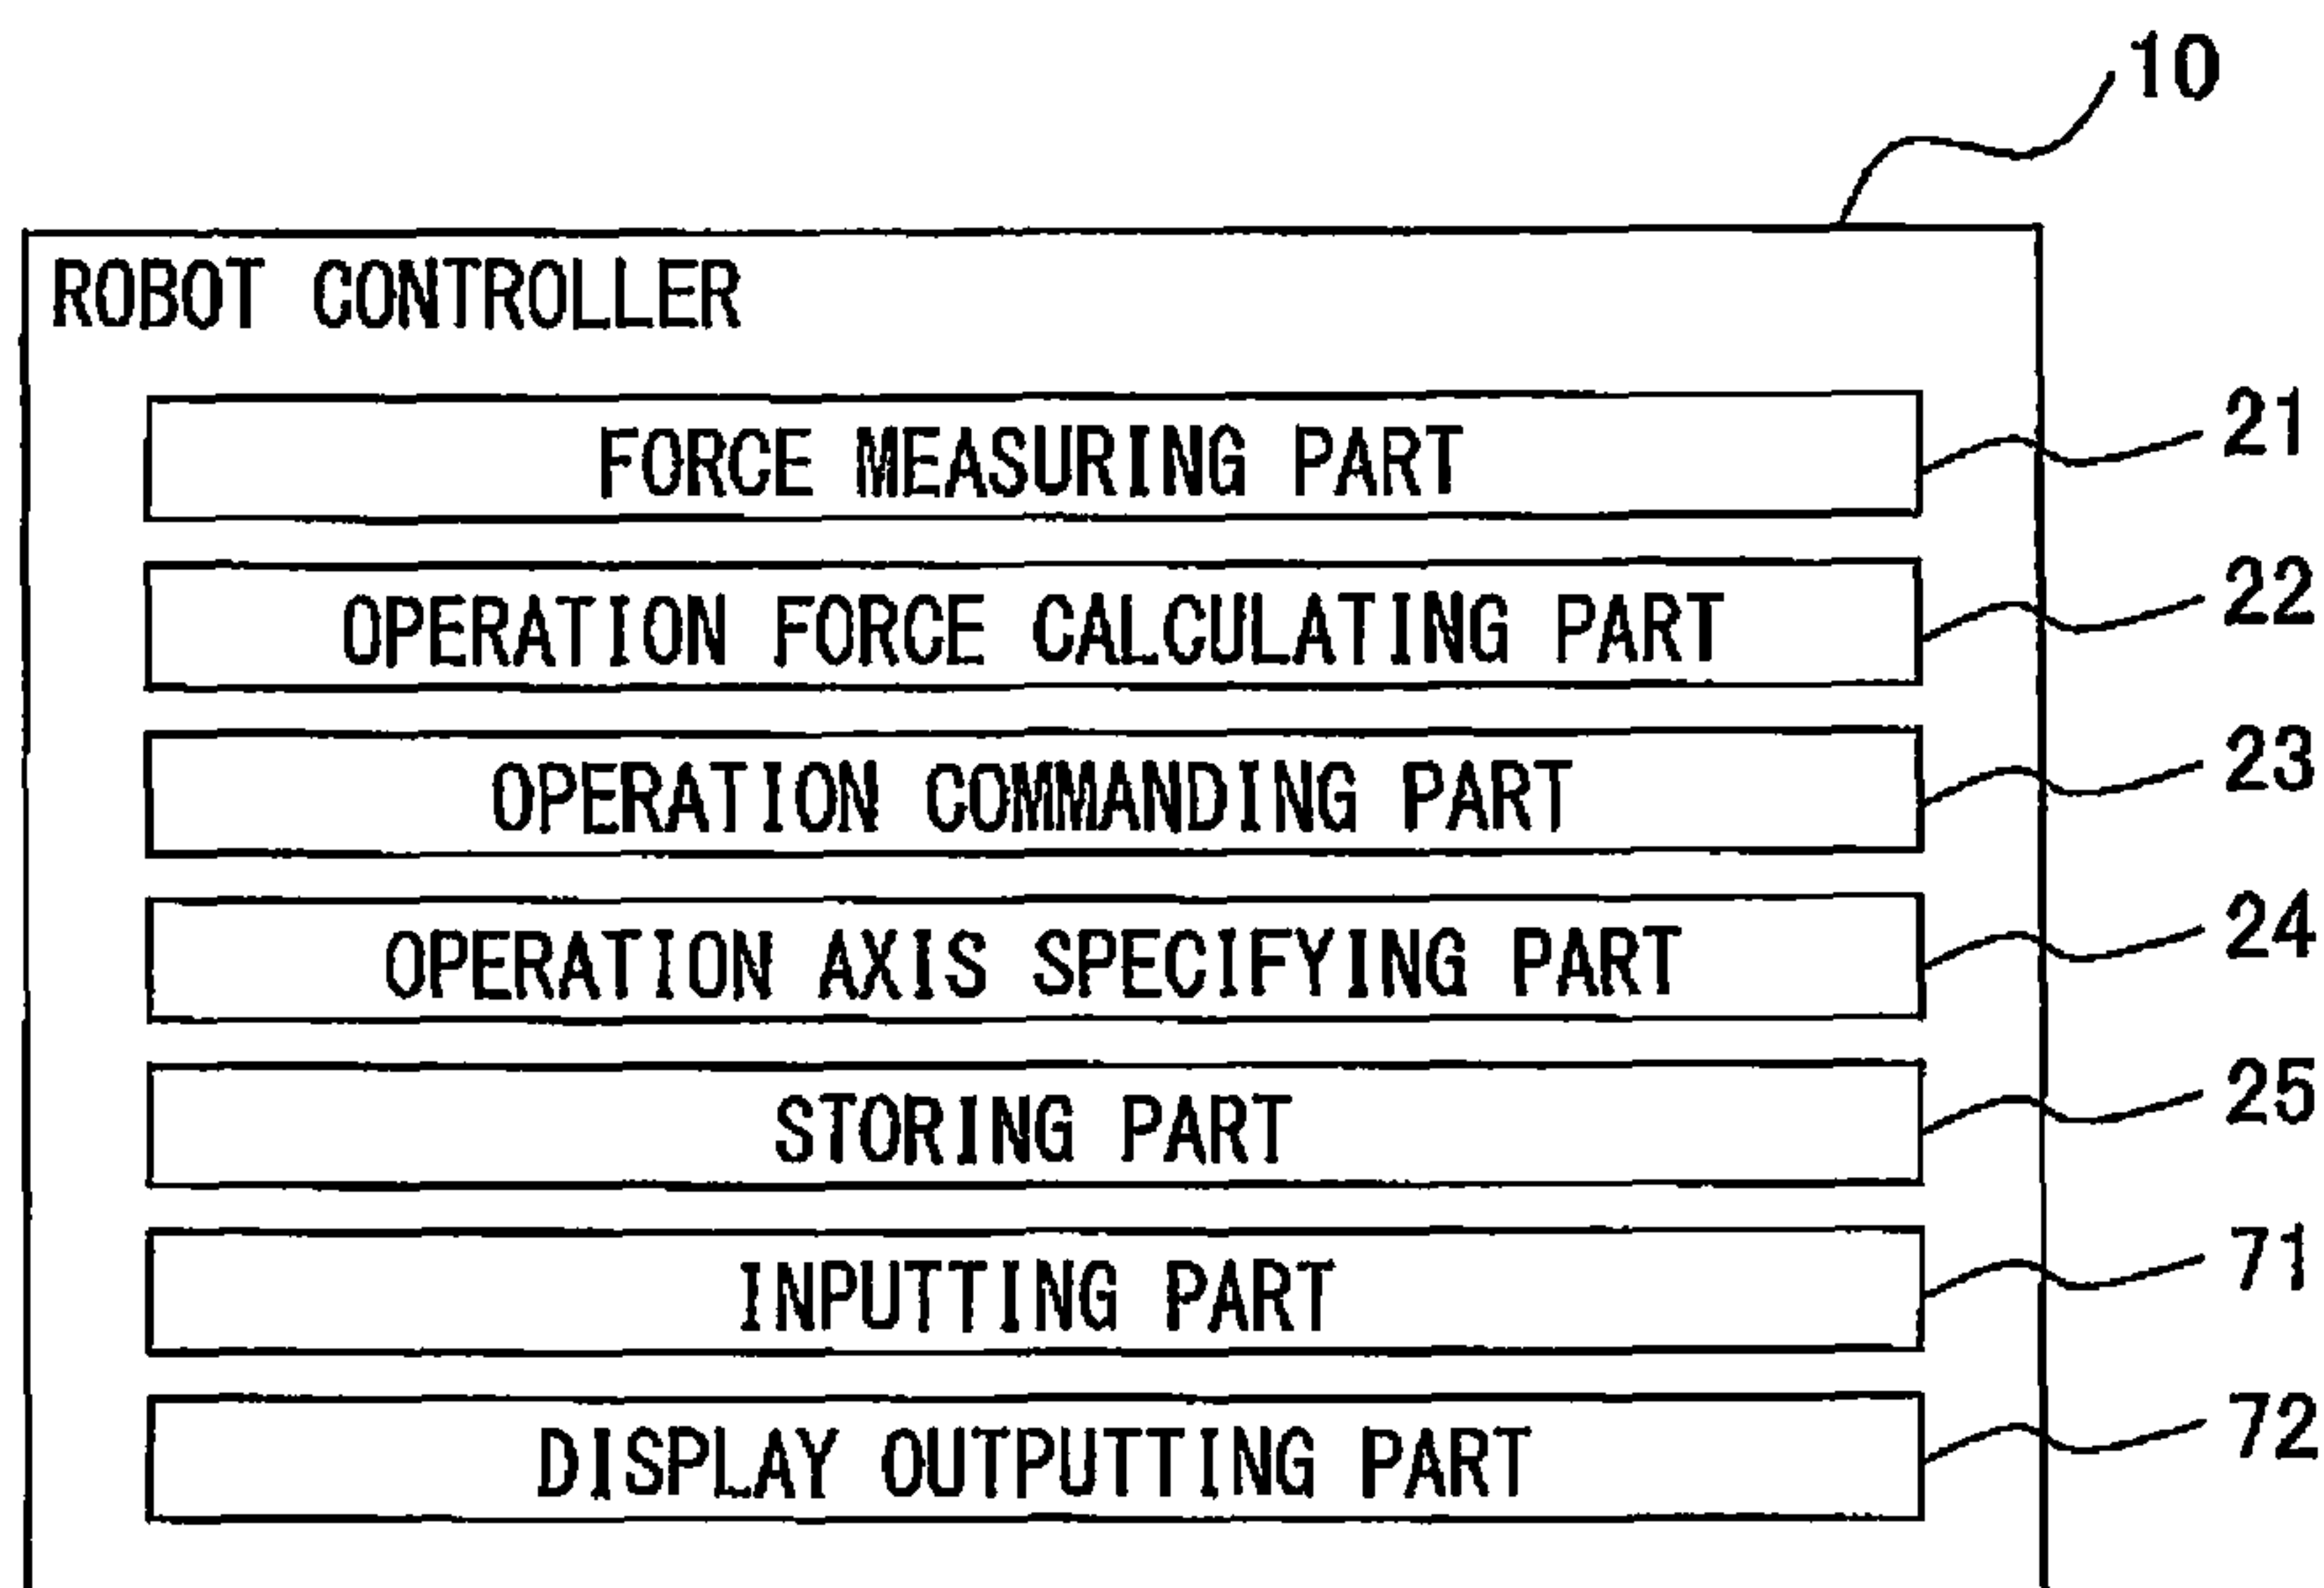 10
ROBOT CONTROLLER
FORCE MEASURING PART 21
OPERATION FORCE CALCULATING PART 22
OPERATION COMMANDING PART 23
OPERATION AXIS SPECIFYING PART 24
STORING PART 25
INPUTTING PART 71
DISPLAY OUTPUTTING PART 72